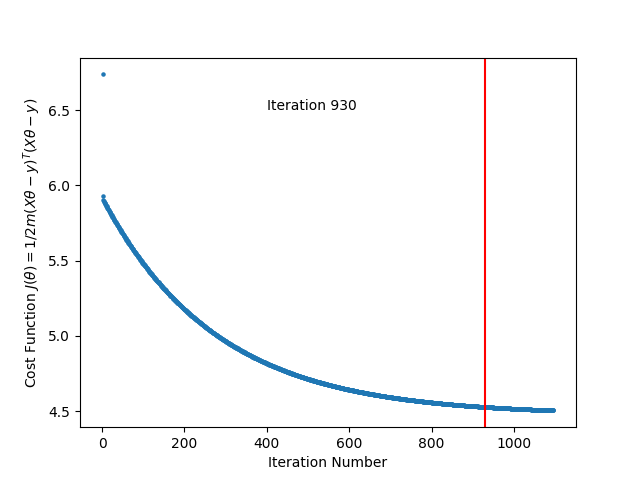 Iteration 930
Cost Function J(θ) = 1/2m(Xθ − y)ᵀ(Xθ − y)
6.5
6.0
5.5
5.0
4.5
0 200 400 600 800 1000
Iteration Number